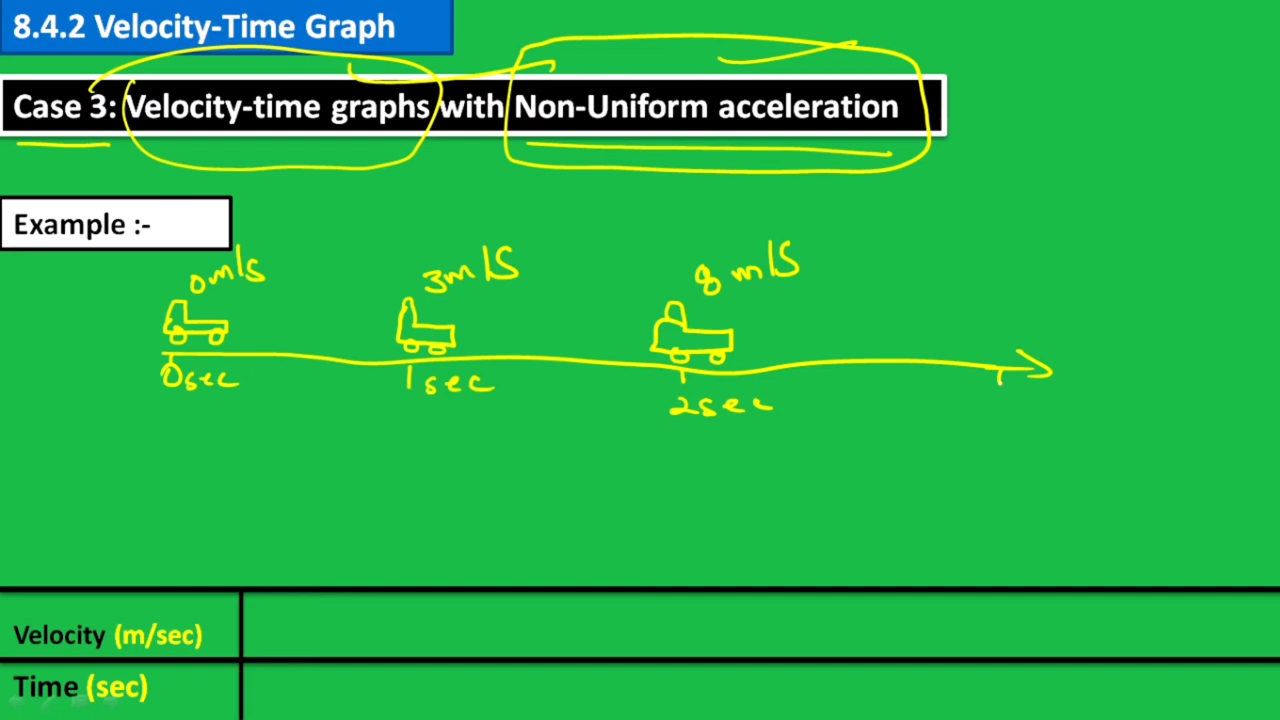 8.4.2 Velocity-Time Graph
Case 3: Velocity-time graphs with Non-Uniform acceleration
Example :-
0m/S 3m/S 8m/S
0sec 1sec 2sec
Velocity (m/sec)
Time (sec)